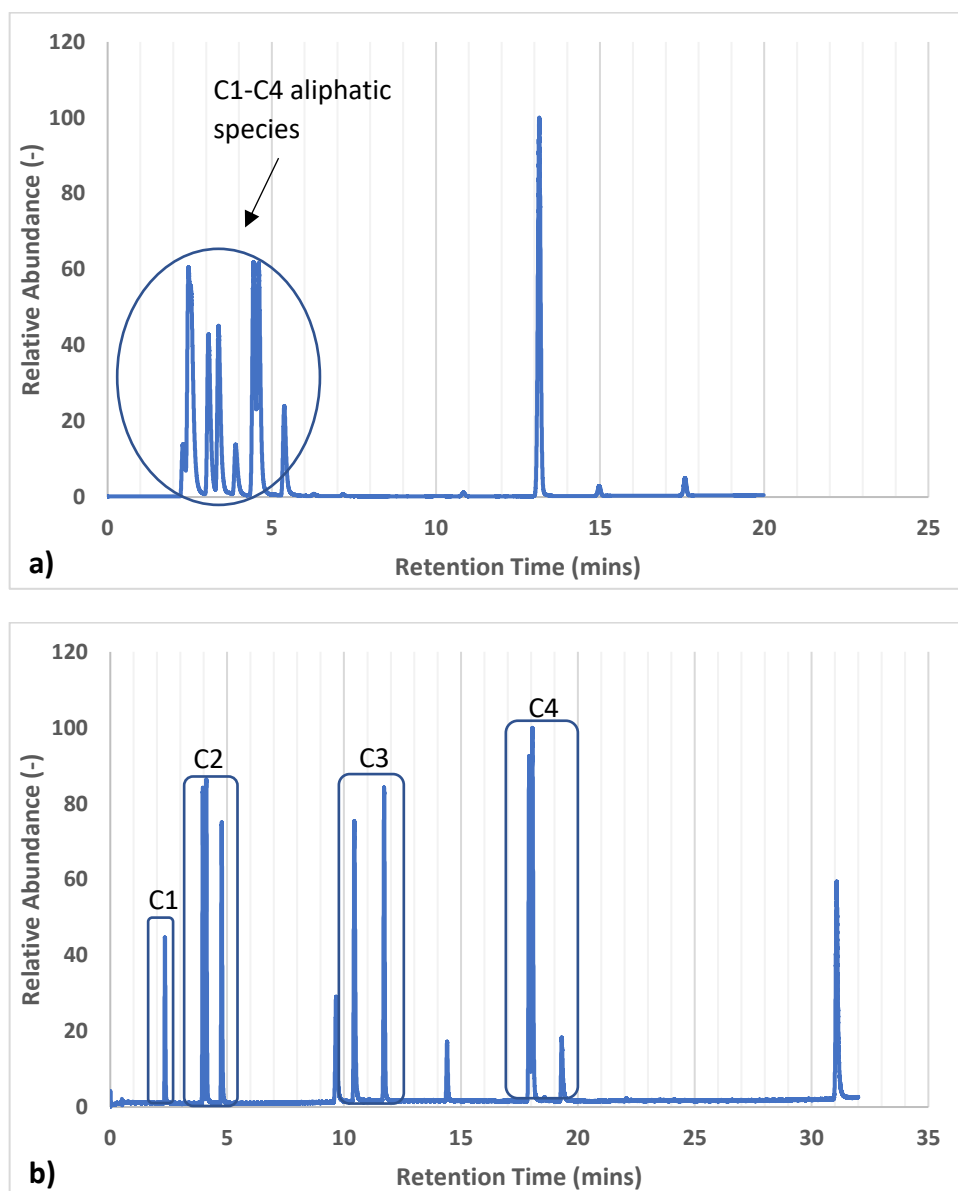 120
100
80
60
40
20
0
Relative Abundance (-)
C1-C4 aliphatic
species
0 5 10 15 20 25
Retention Time (mins)
a)
120
100
80
60
40
20
0
Relative Abundance (-)
C1
C2
C3
C4
0 5 10 15 20 25 30 35
Retention Time (mins)
b)